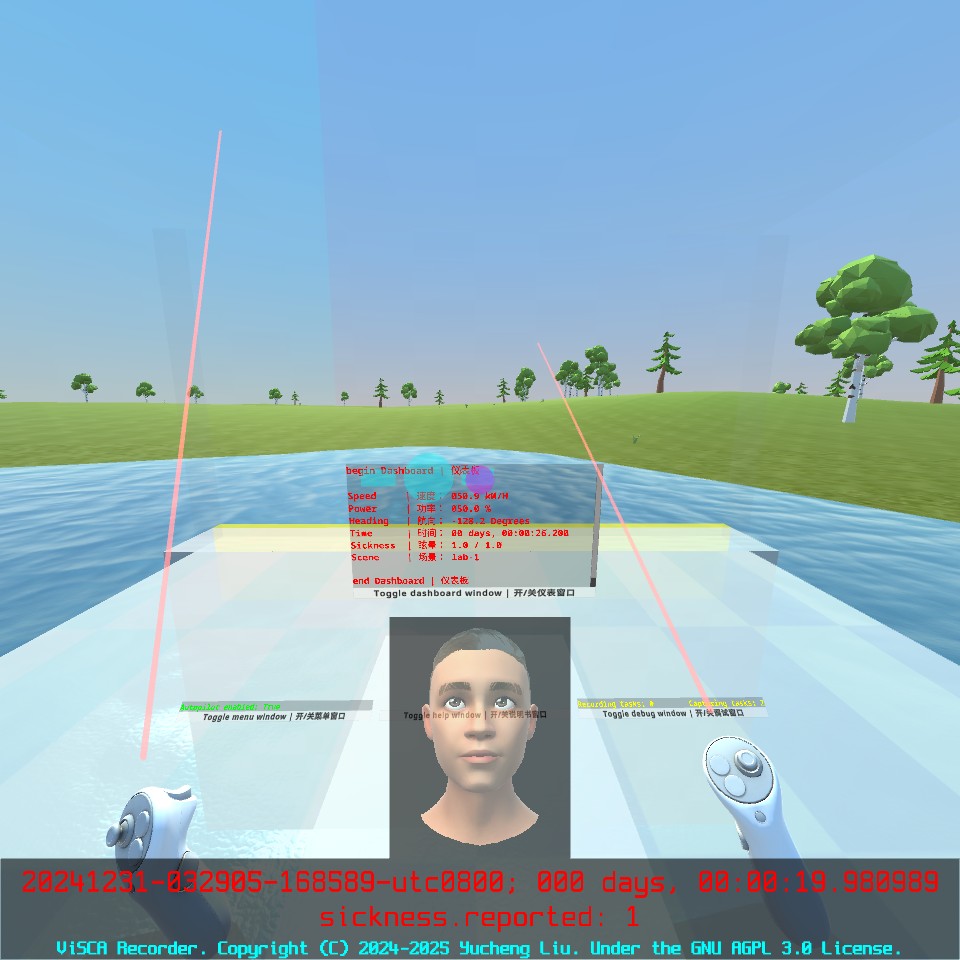 begin Dashboard | 仪表板
Speed | 速度： 050.9 kM/H
Power | 功率： 050.0 %
Heading | 航向： -128.2 Degrees
Time | 时间： 00 days, 00:00:26.200
Sickness | 眩晕： 1.0 / 1.0
Scene | 场景： lab-1
end Dashboard | 仪表板
Toggle dashboard window | 开/关仪表窗口
Autopilot enabled: True
Toggle menu window | 开/关菜单窗口
Toggle help window | 开/关说明书窗口
Recording tasks: 0 Capturing tasks: 7
Toggle debug window | 开/关调试窗口
20241231-032905-168589-utc0800; 000 days, 00:00:19.980989
sickness.reported: 1
ViSCA Recorder. Copyright (C) 2024-2025 Yucheng Liu. Under the GNU AGPL 3.0 License.